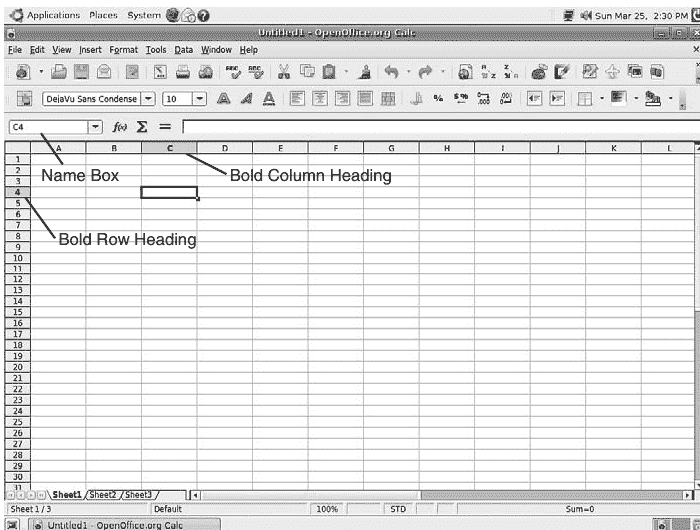 Applications Places System Sun Mar 25, 2:30 PM
Untitled1 - OpenOffice.org Calc
File Edit View Insert Format Tools Data Window Help
DejaVu Sans Condense 10
C4 f(x) Σ =
A B C D E F G H I J K L
1
2
Name Box Bold Column Heading
3
4
5
6
7
Bold Row Heading
8
9
10
11
12
13
14
15
16
17
18
19
20
21
22
23
24
25
26
27
28
29
30
31
Sheet1 Sheet2 Sheet3
Sheet 1 / 3 Default 100% STD Sum=0
Untitled1 - OpenOffice.org Calc